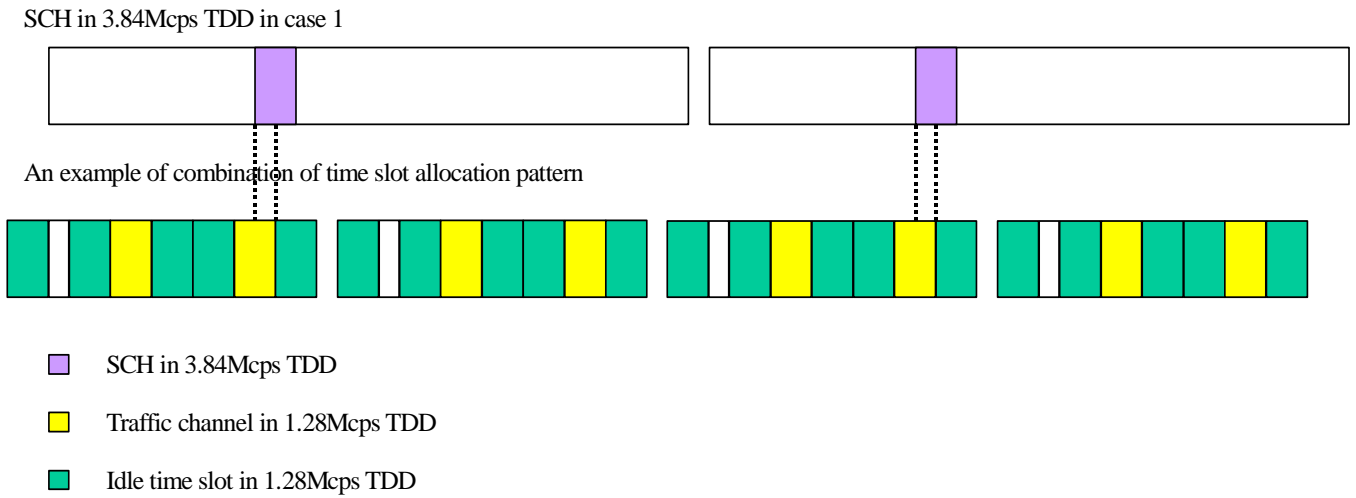 SCH in 3.84Mcps TDD in case 1
An example of combination of time slot allocation pattern
SCH in 3.84Mcps TDD
Traffic channel in 1.28Mcps TDD
Idle time slot in 1.28Mcps TDD